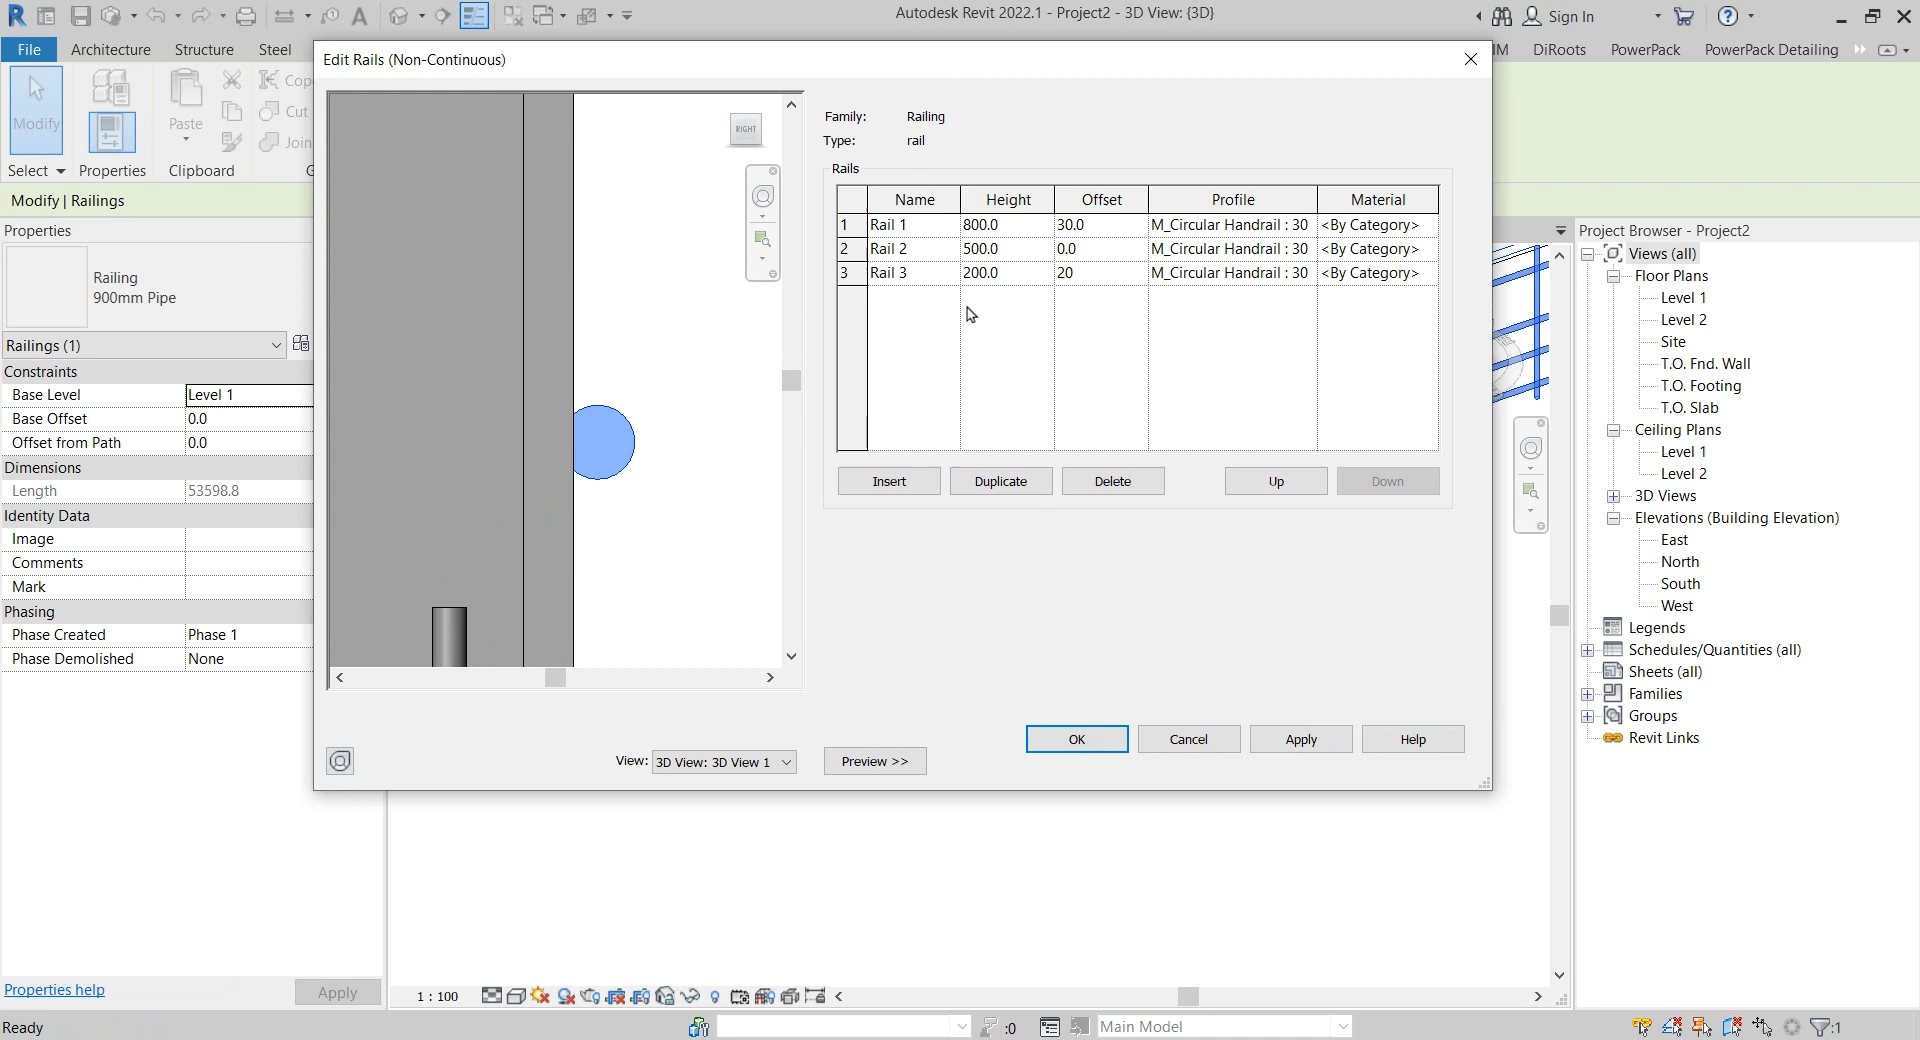 Autodesk Revit 2022.1 - Project2 - 3D View: {3D}
Sign In
File Architecture Structure Steel
DiRoots PowerPack PowerPack Detailing
Edit Rails (Non-Continuous)
Modify
Paste
Cut
Join
Select Properties Clipboard
Modify | Railings
Properties
Railing
900mm Pipe
Railings (1)
Constraints
Base Level Level 1
Base Offset 0.0
Offset from Path 0.0
Dimensions
Length 53598.8
Identity Data
Image
Comments
Mark
Phasing
Phase Created Phase 1
Phase Demolished None
Properties help Apply
RIGHT
Family: Railing
Type: rail
Rails
Name Height Offset Profile Material
1 Rail 1 800.0 30.0 M_Circular Handrail : 30 <By Category>
2 Rail 2 500.0 0.0 M_Circular Handrail : 30 <By Category>
3 Rail 3 200.0 20 M_Circular Handrail : 30 <By Category>
Insert Duplicate Delete Up Down
OK Cancel Apply Help
View: 3D View: 3D View 1 Preview >>
Project Browser - Project2
Views (all)
Floor Plans
Level 1
Level 2
Site
T.O. Fnd. Wall
T.O. Footing
T.O. Slab
Ceiling Plans
Level 1
Level 2
3D Views
Elevations (Building Elevation)
East
North
South
West
Legends
Schedules/Quantities (all)
Sheets (all)
Families
Groups
Revit Links
1 : 100
Ready
:0
Main Model
:1